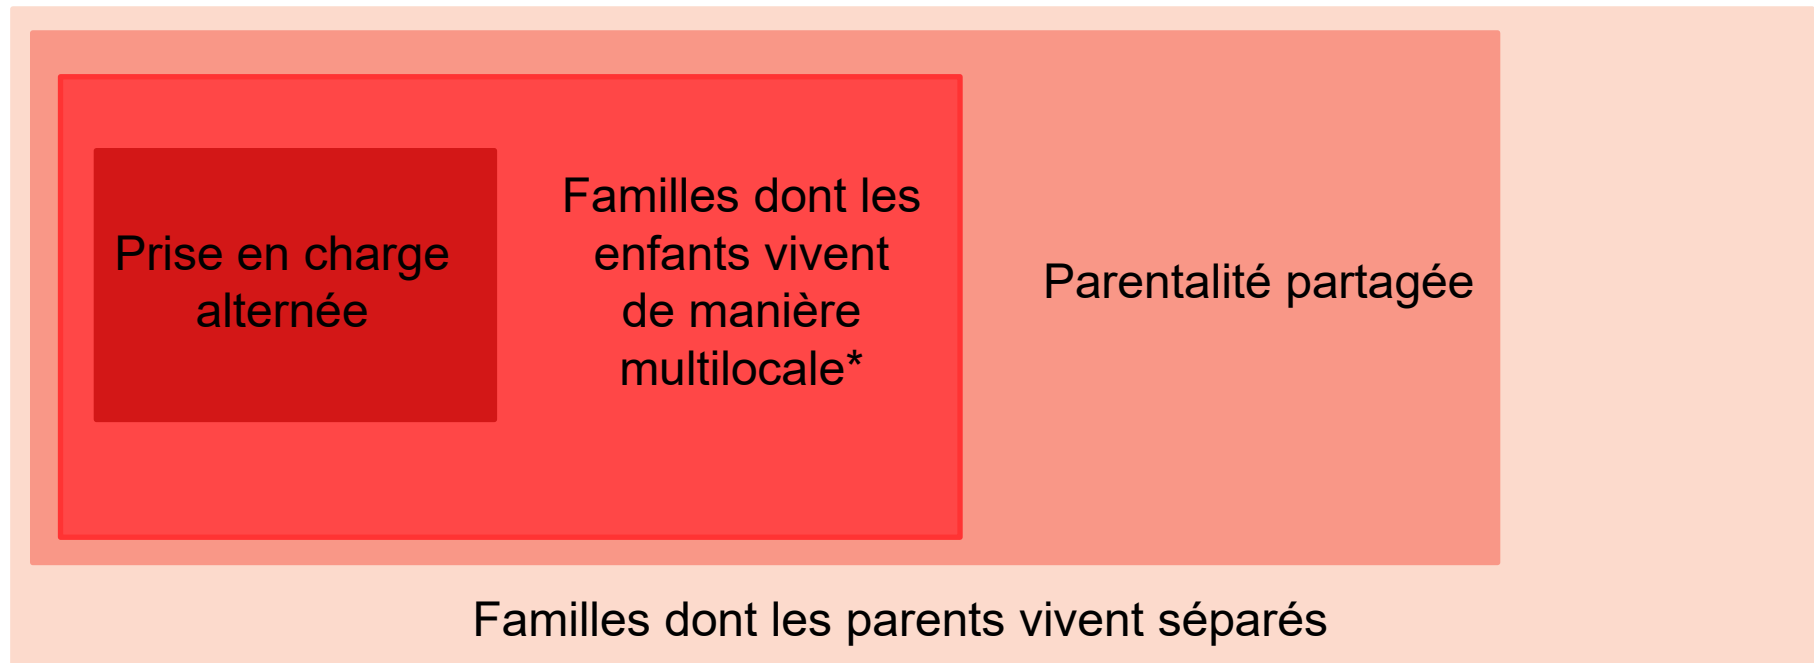 Prise en charge
alternée
Familles dont les
enfants vivent
de manière
multilocale*
Parentalité partagée
Familles dont les parents vivent séparés